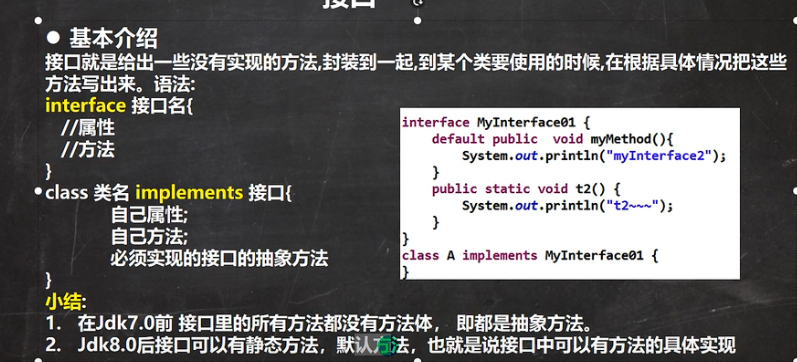 接口
● 基本介绍
接口就是给出一些没有实现的方法,封装到一起,到某个类要使用的时候,在根据具体情况把这些
方法写出来。语法:
interface 接口名{
//属性
//方法
}
class 类名 implements 接口{
自己属性;
自己方法;
必须实现的接口的抽象方法
}
小结:
1. 在Jdk7.0前 接口里的所有方法都没有方法体， 即都是抽象方法。
2. Jdk8.0后接口可以有静态方法，默认方法，也就是说接口中可以有方法的具体实现
interface MyInterface01 {
default public  void myMethod(){
System.out.println("myInterface2");
}
public static void t2() {
System.out.println("t2~~~");
}
}
class A implements MyInterface01 {
}